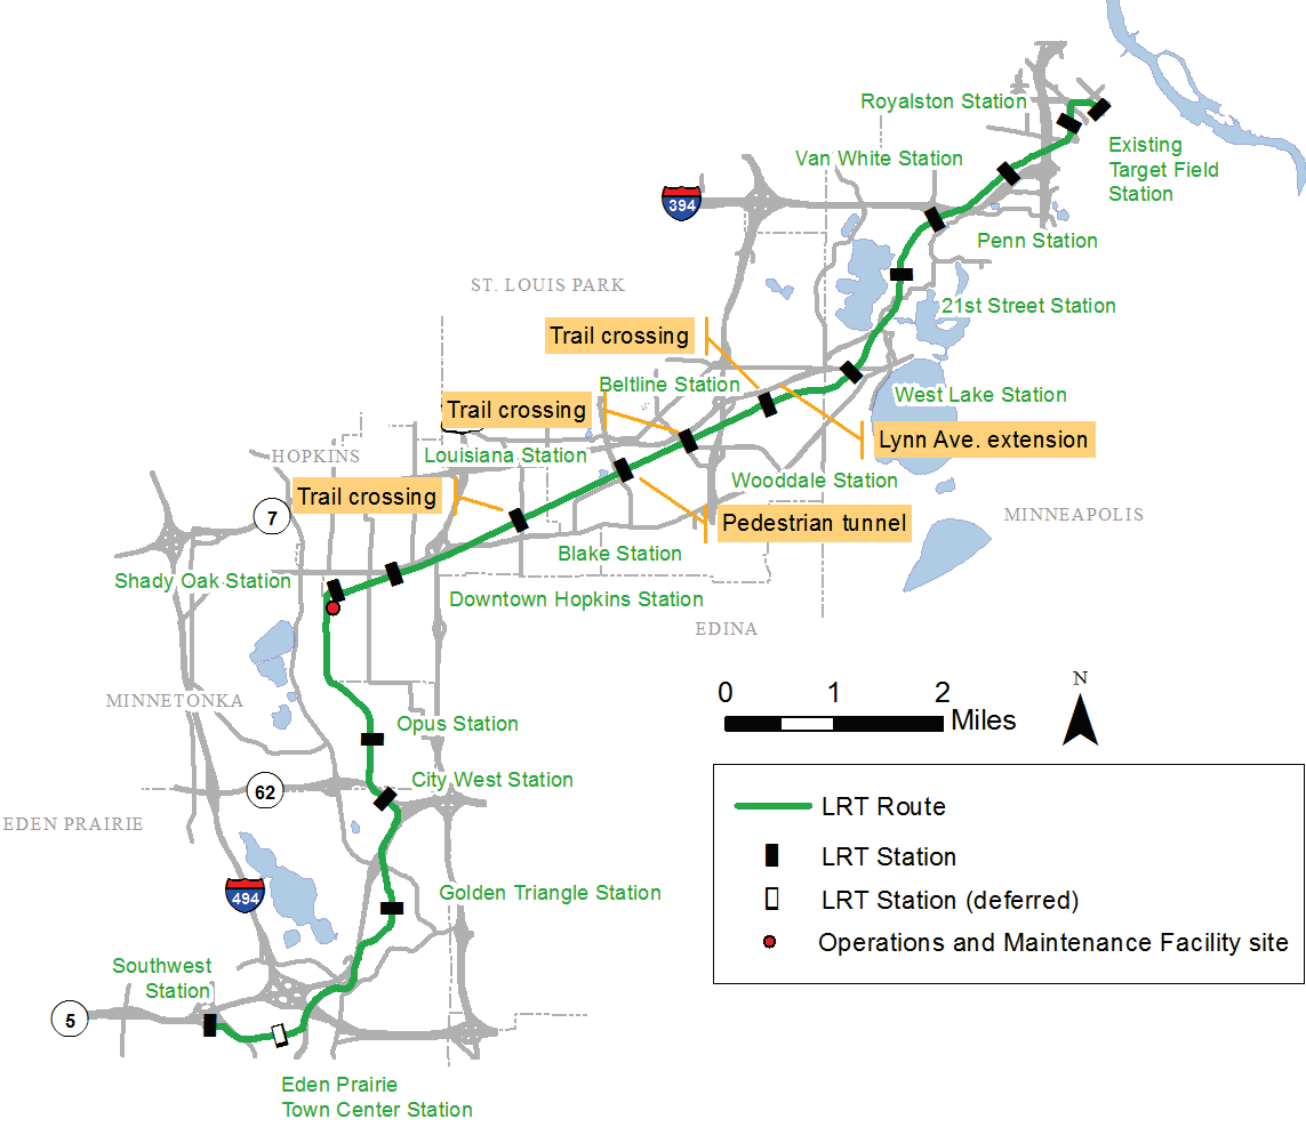 Royalston Station
Existing
Target Field
Station
Van White Station
394
Penn Station
ST. LOUIS PARK
21st Street Station
Trail crossing
Beltline Station
West Lake Station
Trail crossing
Lynn Ave. extension
HOPKINS
Louisiana Station
Wooddale Station
Trail crossing
7
Pedestrian tunnel
MINNEAPOLIS
Blake Station
Shady Oak Station
Downtown Hopkins Station
EDINA
MINNETONKA
0 1 2
Miles
N
Opus Station
City West Station
62
EDEN PRAIRIE
LRT Route
LRT Station
LRT Station (deferred)
Operations and Maintenance Facility site
494
Golden Triangle Station
Southwest
Station
5
Eden Prairie
Town Center Station